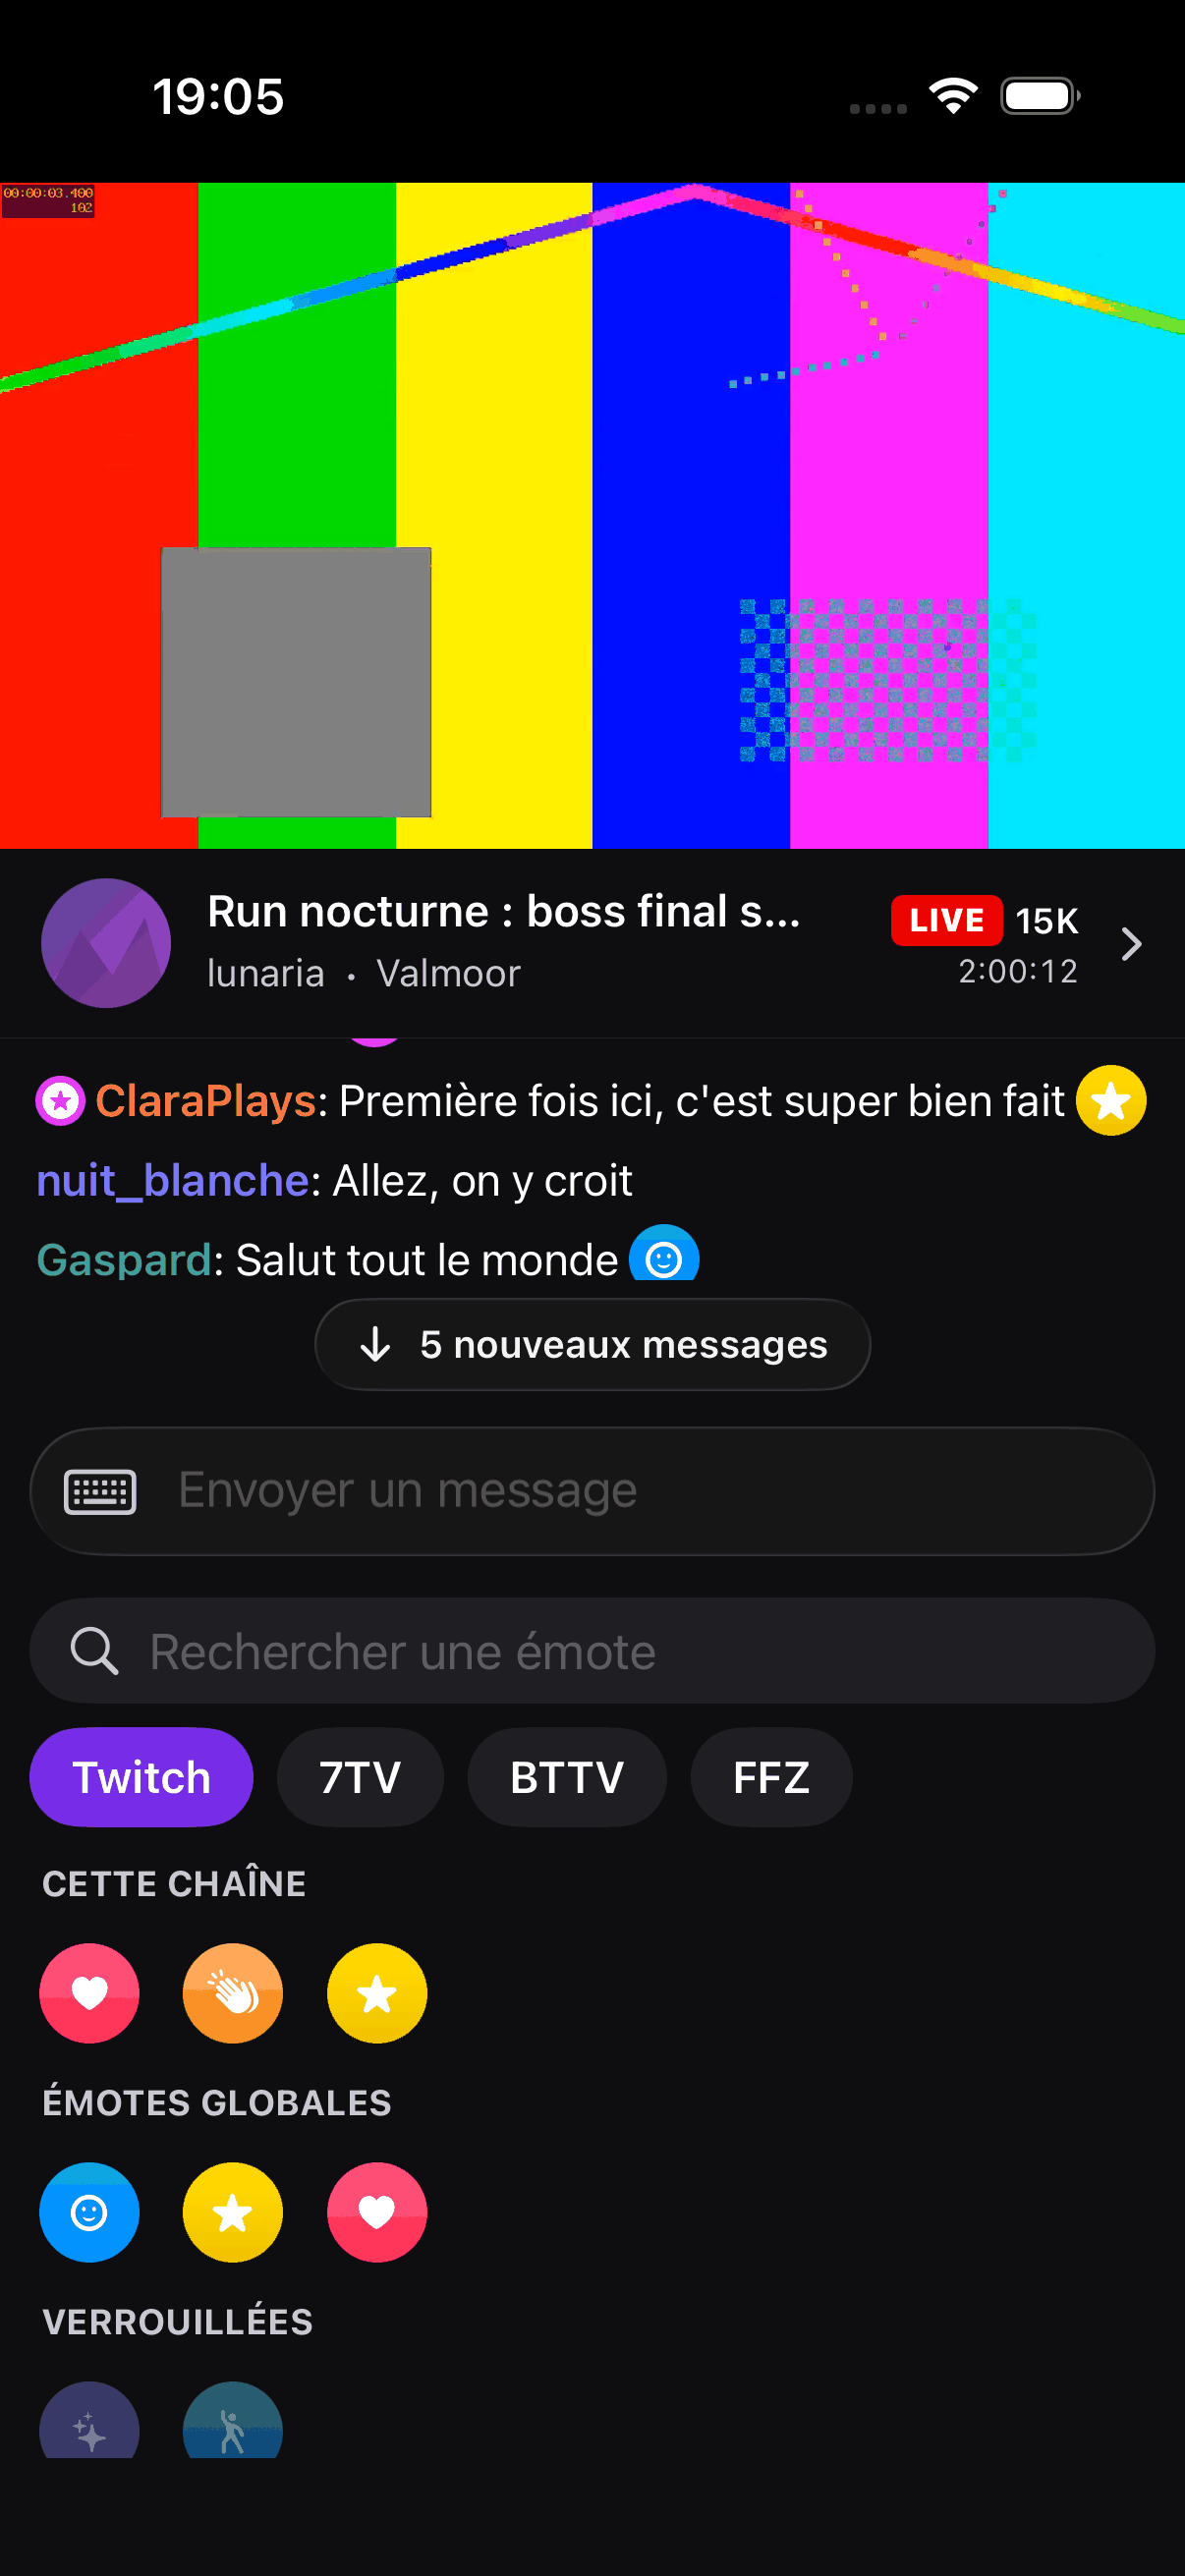 19:05
00:00:03.400
102
Run nocturne : boss final s...
LIVE 15K
lunaria • Valmoor
2:00:12
ClaraPlays: Première fois ici, c'est super bien fait
nuit_blanche: Allez, on y croit
Gaspard: Salut tout le monde
5 nouveaux messages
Envoyer un message
Rechercher une émote
Twitch 7TV BTTV FFZ
CETTE CHAÎNE
ÉMOTES GLOBALES
VERROUILLÉES